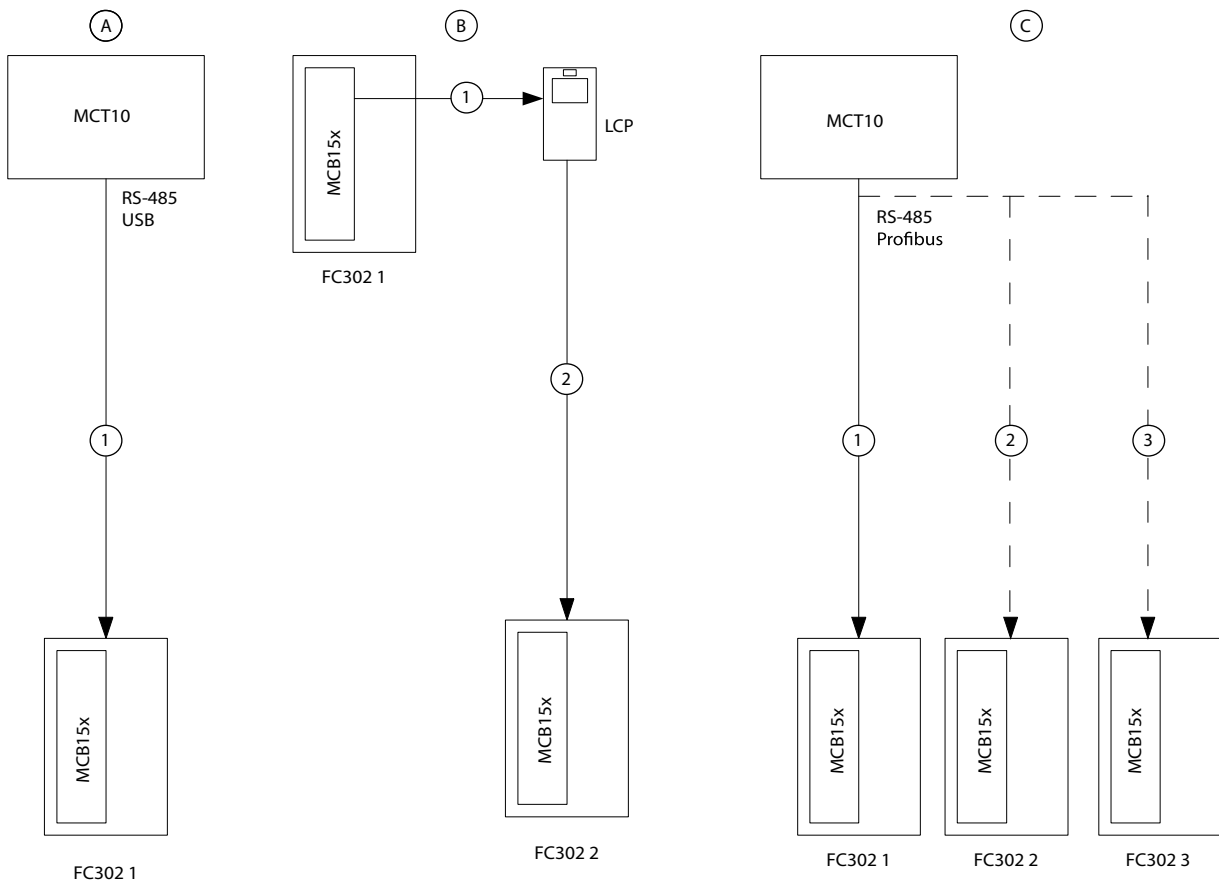 A
MCT10
RS-485
USB
1
MCB15x
FC302 1
B
MCB15x
FC302 1
1
LCP
2
MCB15x
FC302 2
C
MCT10
RS-485
Profibus
1
2
3
MCB15x
FC302 1
MCB15x
FC302 2
MCB15x
FC302 3